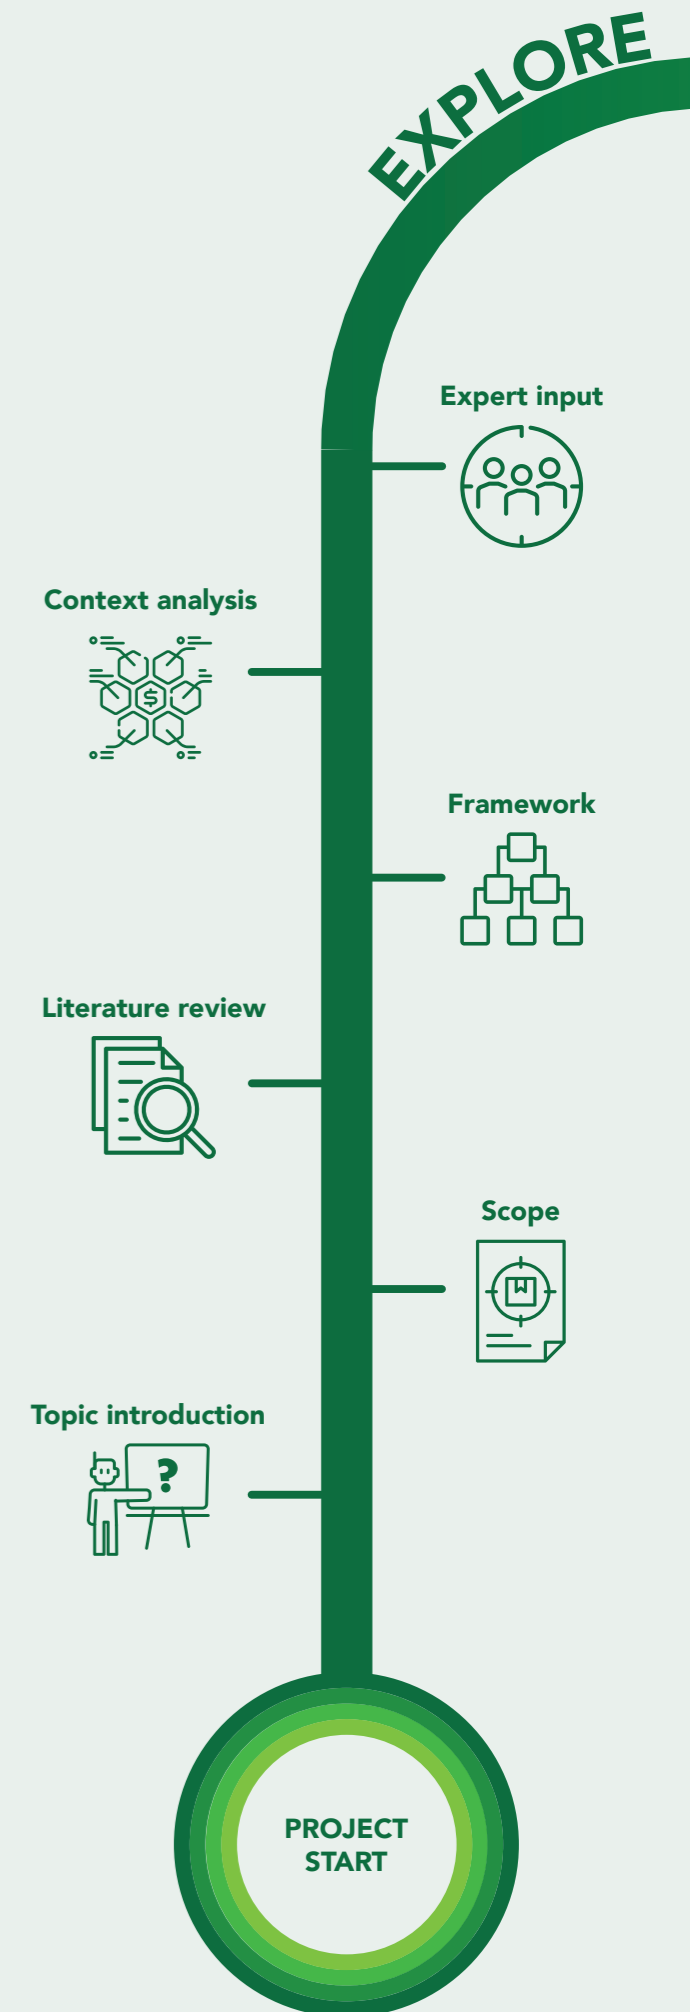 EXPLORE
Expert input
Context analysis
$
Framework
Literature review
Scope
Topic introduction
?
PROJECT
START